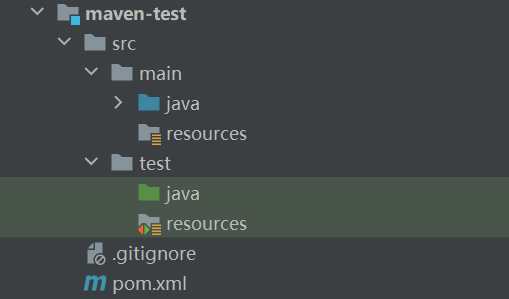 maven-test
src
main
java
resources
test
java
resources
.gitignore
pom.xml